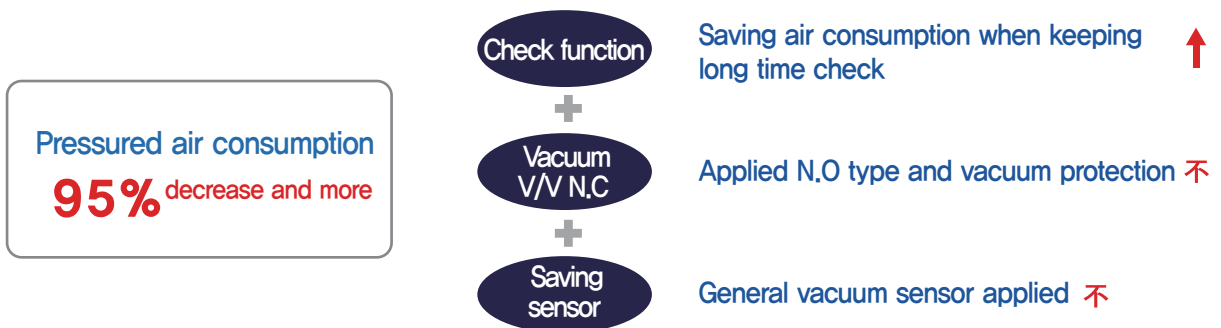 Pressured air consumption
95% decrease and more
Check function
Saving air consumption when keeping
long time check
Vacuum
V/V N.C
Applied N.O type and vacuum protection 不
Saving
sensor
General vacuum sensor applied 不